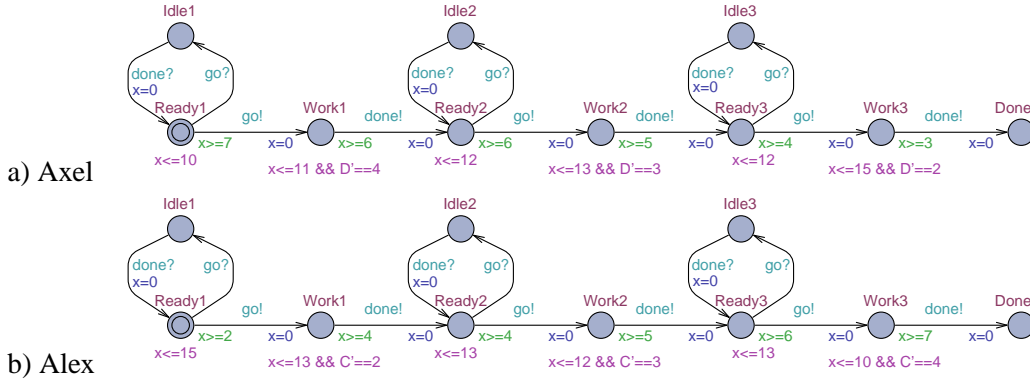 Idle1 Idle2 Idle3
done? go? done? go? done? go?
x=0 x=0 x=0
Ready1 go! Work1 done! Ready2 go! Work2 done! Ready3 go! Work3 done! Done
x>=7 x=0 x>=6 x=0 x>=6 x=0 x>=5 x=0 x>=4 x=0 x>=3 x=0
x<=10 x<=11 && D'==4 x<=12 x<=13 && D'==3 x<=12 x<=15 && D'==2
a) Axel
Idle1 Idle2 Idle3
done? go? done? go? done? go?
x=0 x=0 x=0
Ready1 go! Work1 done! Ready2 go! Work2 done! Ready3 go! Work3 done! Done
x>=2 x=0 x>=4 x=0 x>=4 x=0 x>=5 x=0 x>=6 x=0 x>=7 x=0
x<=15 x<=13 && C'==2 x<=13 x<=12 && C'==3 x<=13 x<=10 && C'==4
b) Alex